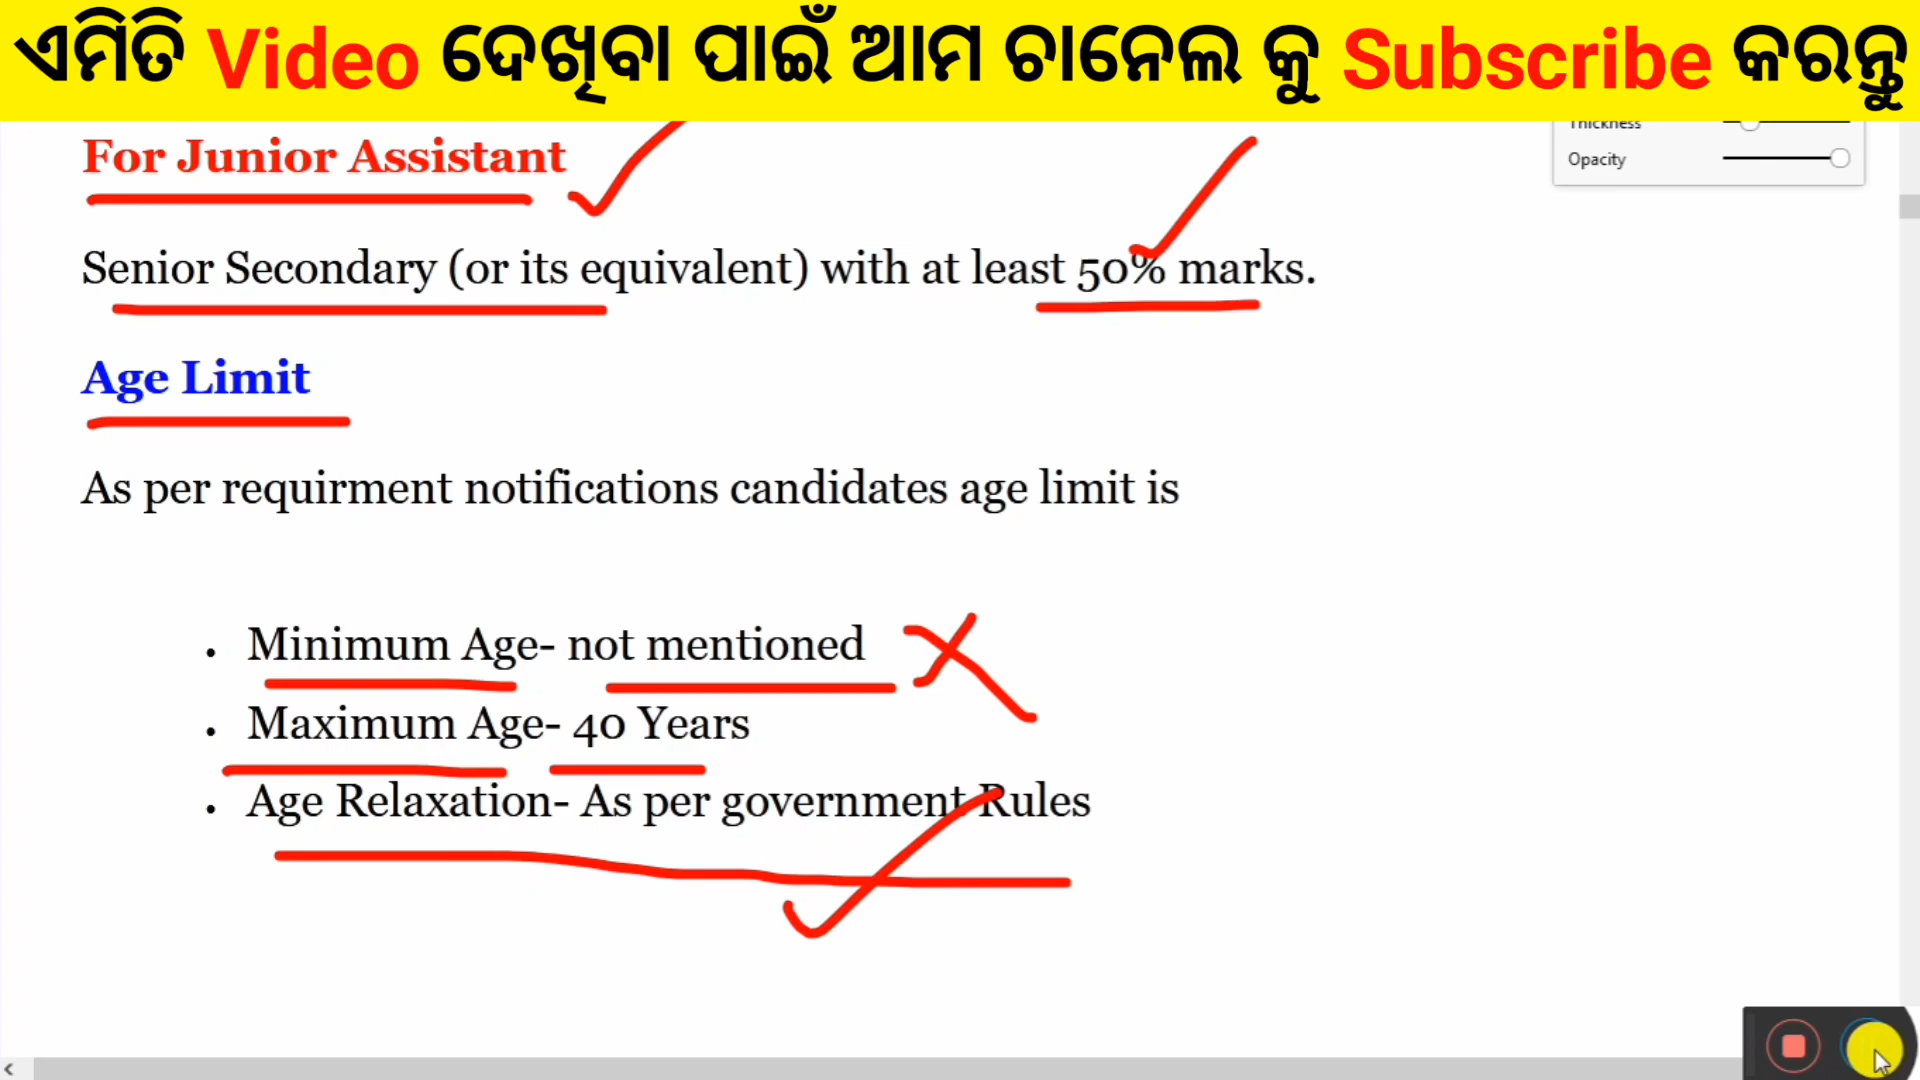 ଏମିତି Video ଦେଖିବା ପାଇଁ ଆମ ଚାନେଲ କୁ Subscribe କରନ୍ତୁ
Thickness
Opacity
For Junior Assistant
Senior Secondary (or its equivalent) with at least 50% marks.
Age Limit
As per requirment notifications candidates age limit is
• Minimum Age- not mentioned
• Maximum Age- 40 Years
• Age Relaxation- As per government Rules